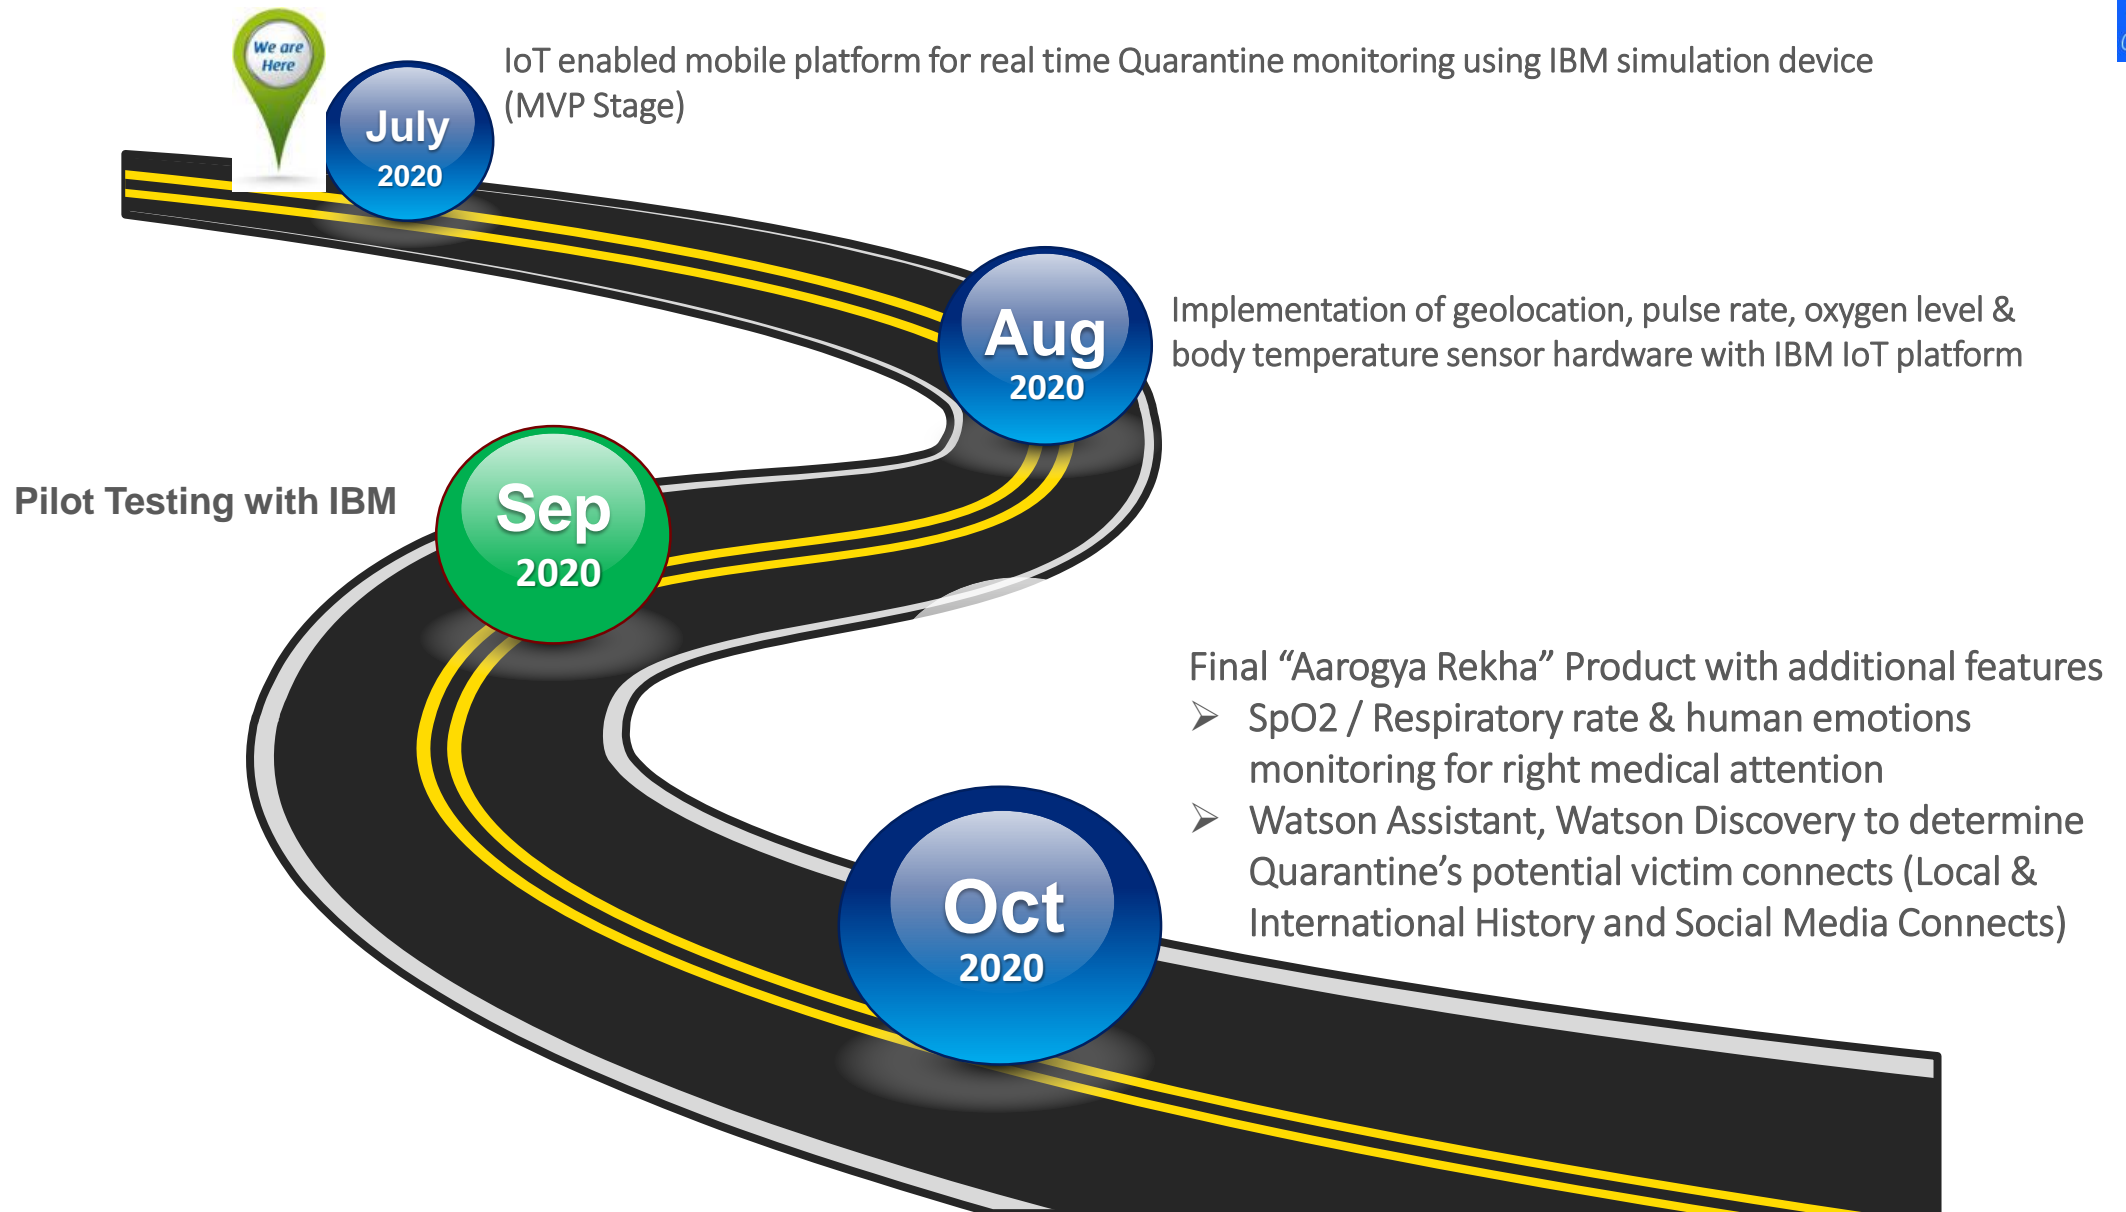 We are
Here
July
2020
IoT enabled mobile platform for real time Quarantine monitoring using IBM simulation device
(MVP Stage)
Aug
2020
Implementation of geolocation, pulse rate, oxygen level &
body temperature sensor hardware with IBM IoT platform
Pilot Testing with IBM
Sep
2020
Final “Aarogya Rekha” Product with additional features
➢ SpO2 / Respiratory rate & human emotions
monitoring for right medical attention
➢ Watson Assistant, Watson Discovery to determine
Quarantine’s potential victim connects (Local &
International History and Social Media Connects)
Oct
2020